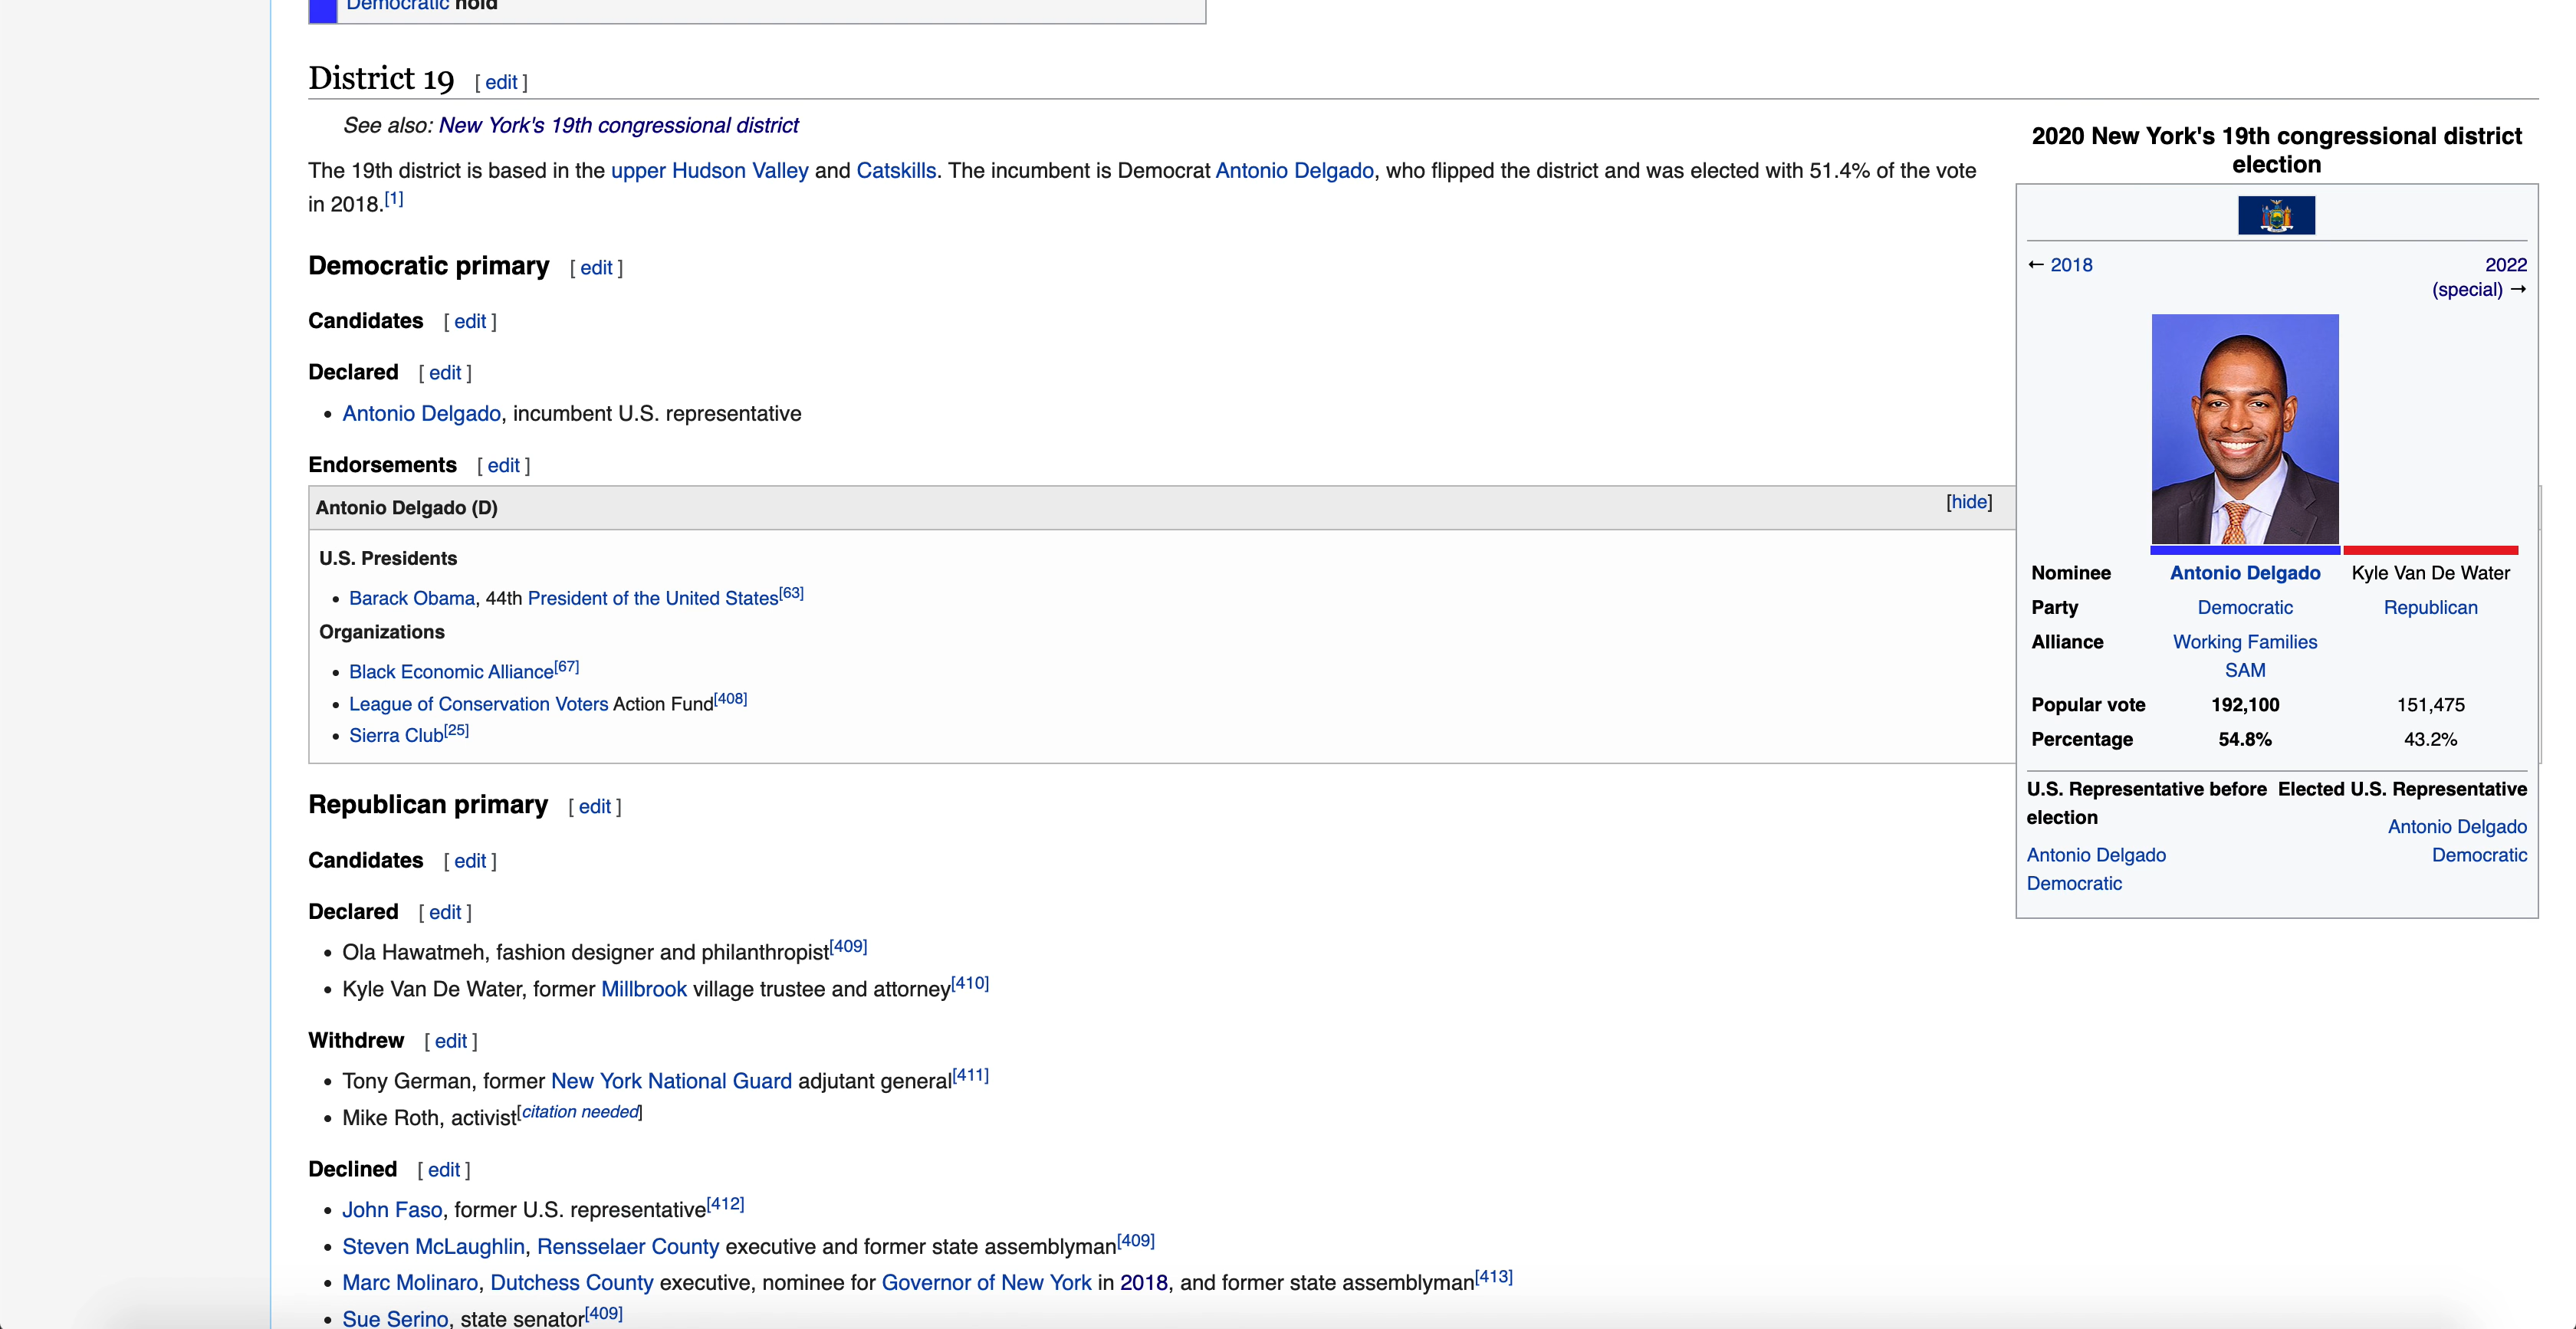 Democratic hold
District 19 [ edit ]
See also: New York's 19th congressional district
The 19th district is based in the upper Hudson Valley and Catskills. The incumbent is Democrat Antonio Delgado, who flipped the district and was elected with 51.4% of the vote
in 2018.[1]
Democratic primary [ edit ]
Candidates [ edit ]
Declared [ edit ]
• Antonio Delgado, incumbent U.S. representative
Endorsements [ edit ]
Antonio Delgado (D) [hide]
U.S. Presidents
• Barack Obama, 44th President of the United States[63]
Organizations
• Black Economic Alliance[67]
• League of Conservation Voters Action Fund[408]
• Sierra Club[25]
Republican primary [ edit ]
Candidates [ edit ]
Declared [ edit ]
• Ola Hawatmeh, fashion designer and philanthropist[409]
• Kyle Van De Water, former Millbrook village trustee and attorney[410]
Withdrew [ edit ]
• Tony German, former New York National Guard adjutant general[411]
• Mike Roth, activist[citation needed]
Declined [ edit ]
• John Faso, former U.S. representative[412]
• Steven McLaughlin, Rensselaer County executive and former state assemblyman[409]
• Marc Molinaro, Dutchess County executive, nominee for Governor of New York in 2018, and former state assemblyman[413]
• Sue Serino, state senator[409]
2020 New York's 19th congressional district
election
← 2018 2022
(special) →
Nominee Antonio Delgado Kyle Van De Water
Party Democratic Republican
Alliance Working Families
SAM
Popular vote 192,100 151,475
Percentage 54.8% 43.2%
U.S. Representative before
election
Antonio Delgado
Democratic
Elected U.S. Representative
Antonio Delgado
Democratic